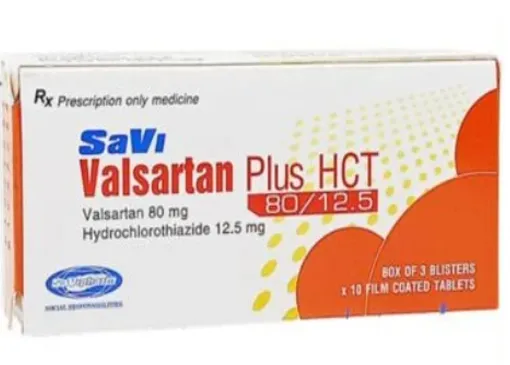 Rx Prescription only medicine
SaVi
Valsartan Plus HCT
80/12.5
Valsartan 80 mg
Hydrochlorothiazide 12.5 mg
BOX OF 3 BLISTERS
x 10 FILM COATED TABLETS